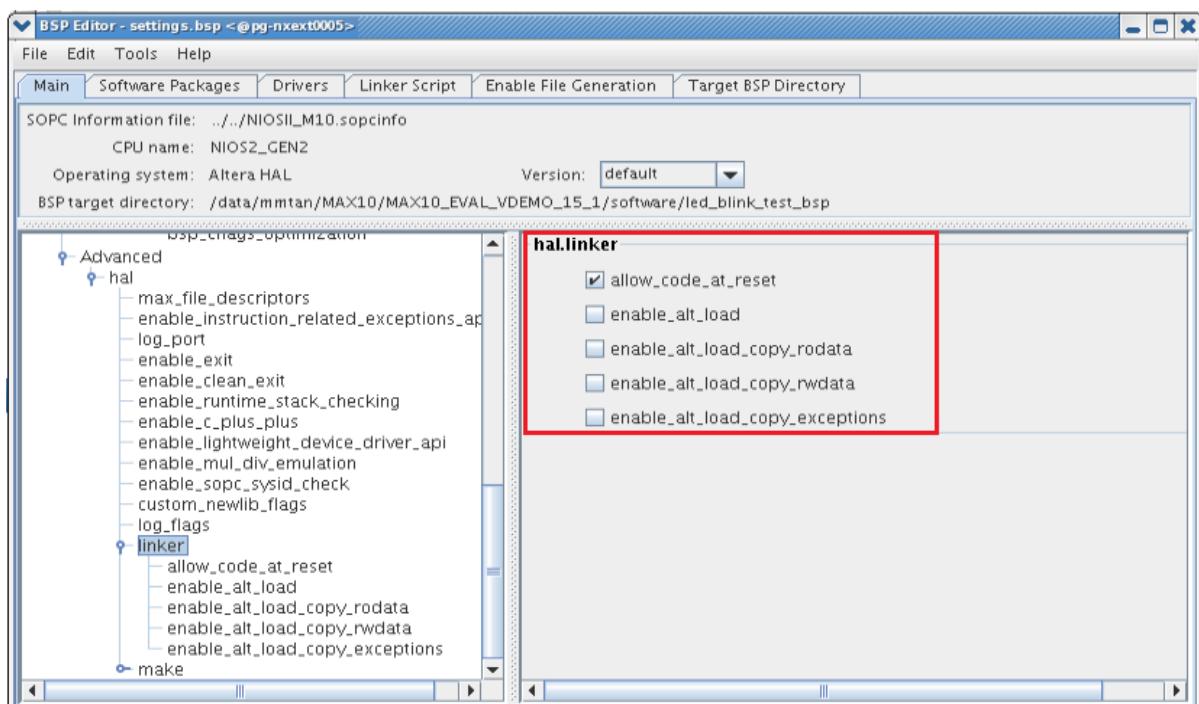 BSP Editor - settings.bsp <@pg-nxext0005>
File Edit Tools Help
Main Software Packages Drivers Linker Script Enable File Generation Target BSP Directory
SOPC Information file: ../../NIOSII_M10.sopcinfo
CPU name: NIOS2_GEN2
Operating system: Altera HAL Version: default
BSP target directory: /data/mmtan/MAX10/MAX10_EVAL_VDEMO_15_1/software/led_blink_test_bsp
Advanced
hal
max_file_descriptors
enable_instruction_related_exceptions_ap
log_port
enable_exit
enable_clean_exit
enable_runtime_stack_checking
enable_c_plus_plus
enable_lightweight_device_driver_api
enable_mul_div_emulation
enable_sopc_sysid_check
custom_newlib_flags
log_flags
linker
allow_code_at_reset
enable_alt_load
enable_alt_load_copy_rodata
enable_alt_load_copy_rwdata
enable_alt_load_copy_exceptions
make
hal.linker
allow_code_at_reset
enable_alt_load
enable_alt_load_copy_rodata
enable_alt_load_copy_rwdata
enable_alt_load_copy_exceptions